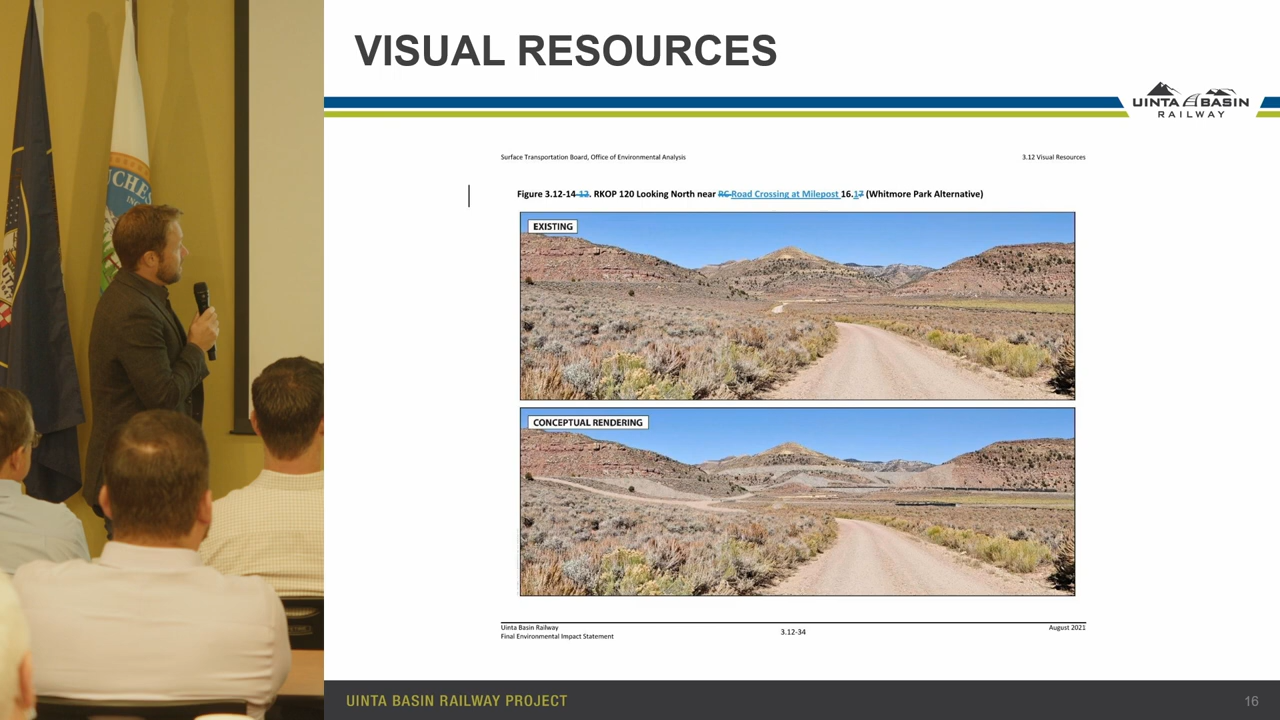 VISUAL RESOURCES
UINTA BASIN
RAILWAY
Surface Transportation Board, Office of Environmental Analysis
3.12 Visual Resources
Figure 3.12-14 12. RKOP 120 Looking North near RC Road Crossing at Milepost 16.17 (Whitmore Park Alternative)
EXISTING
CONCEPTUAL RENDERING
Uinta Basin Railway
Final Environmental Impact Statement
3.12-34
August 2021
UINTA BASIN RAILWAY PROJECT
16